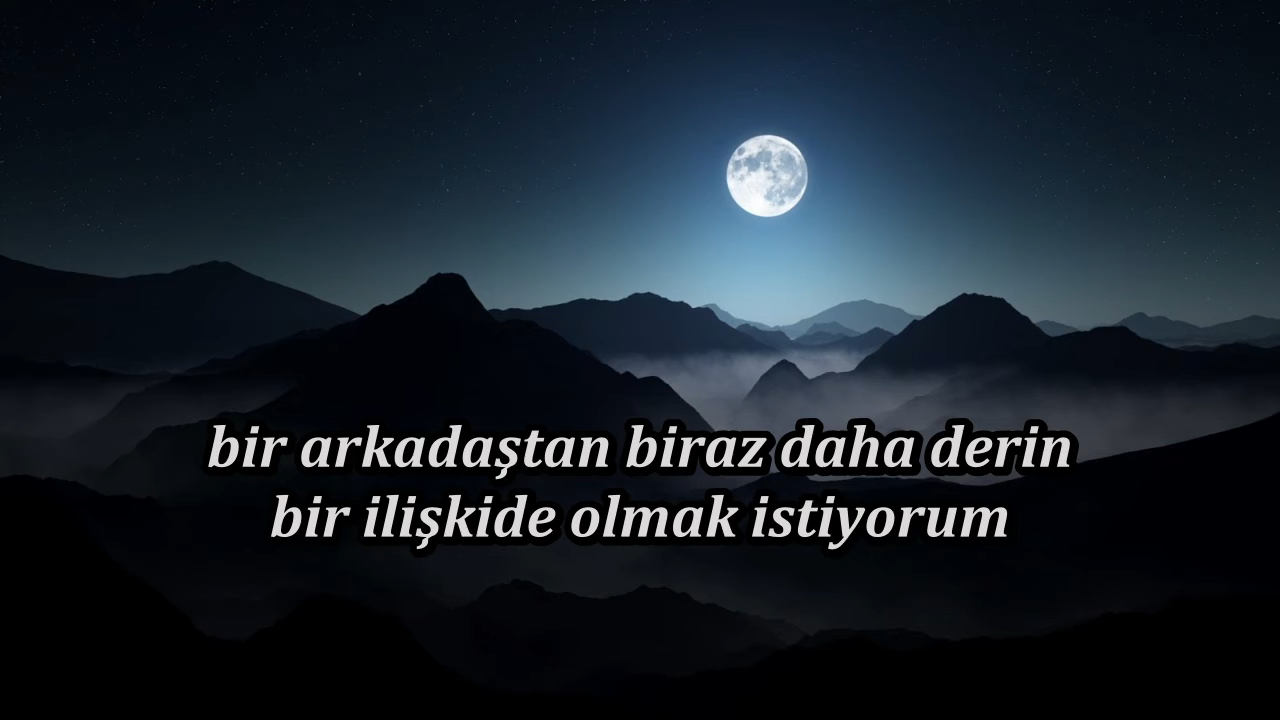 bir arkadaştan biraz daha derin
bir ilişkide olmak istiyorum